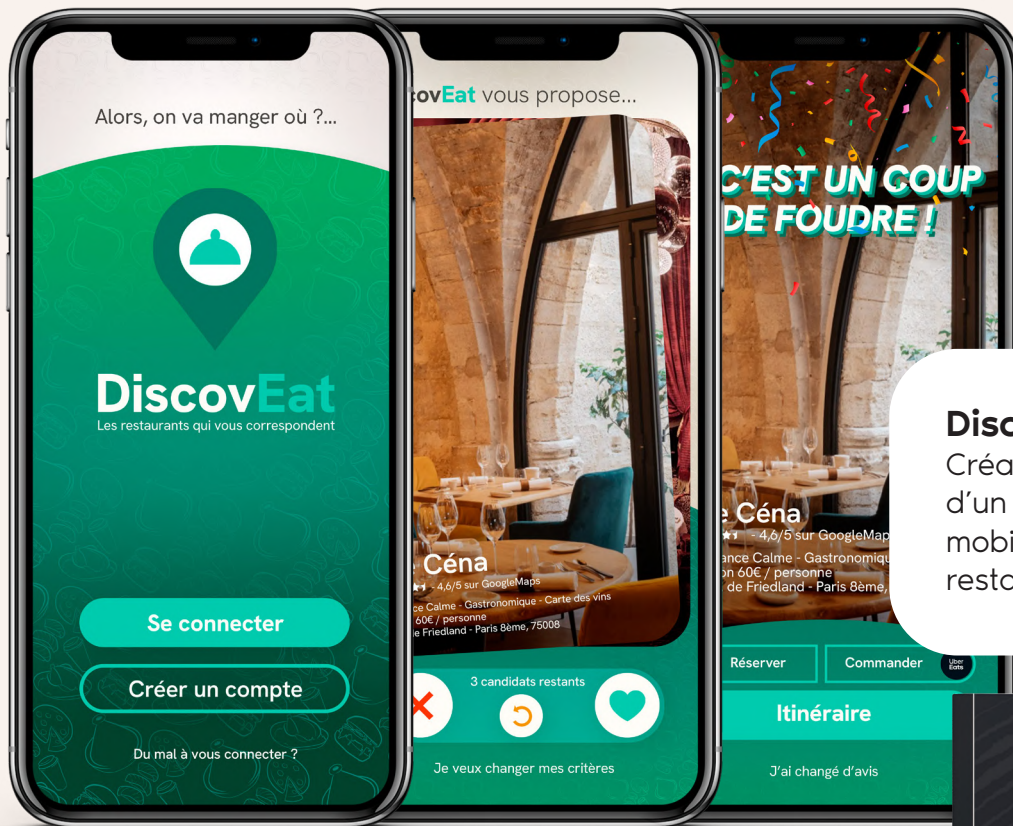 Alors, on va manger où ?...
DiscovEat
Les restaurants qui vous correspondent
Se connecter
Créer un compte
Du mal à vous connecter ?
covEat vous propose...
Céna
- 4,6/5 sur GoogleMaps
ce Calme - Gastronomique - Carte des vins
60€ / personne
de Friedland - Paris 8ème, 75008
3 candidats restants
Je veux changer mes critères
C'EST UN COUP
DE FOUDRE !
e Céna
- 4,6/5 sur GoogleMap
ance Calme - Gastronomiqu
on 60€ / personne
de Friedland - Paris 8ème,
Réserver
Commander
Uber
Eats
Itinéraire
J'ai changé d'avis
Disc
Créa
d'un
mobi
resta